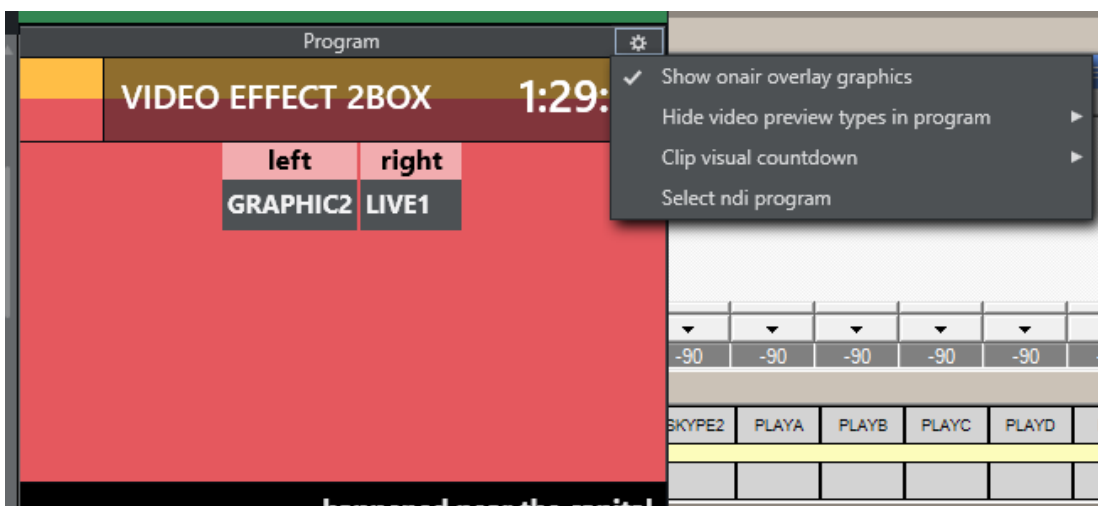 Program
VIDEO EFFECT 2BOX 1:29:
left right
GRAPHIC2 LIVE1
Show onair overlay graphics
Hide video preview types in program
Clip visual countdown
Select ndi program
-90 -90 -90 -90 -90
SKYPE2 PLAYA PLAYB PLAYC PLAYD
happened near the capital